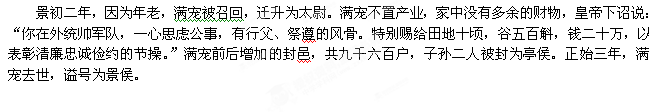 景初二年，因为年老，满宠被召回，迁升为太尉。满宠不置产业，家中没有多余的财物，皇帝下诏说：
“你在外统帅军队，一心思虑公事，有行父、祭遵的风骨。特别赐给田地十顷，谷五百斛，钱二十万，以
表彰清廉忠诚俭约的节操。”满宠前后增加的封邑，共九千六百户，子孙二人被封为亭侯。正始三年，满
宠去世，谥号为景侯。